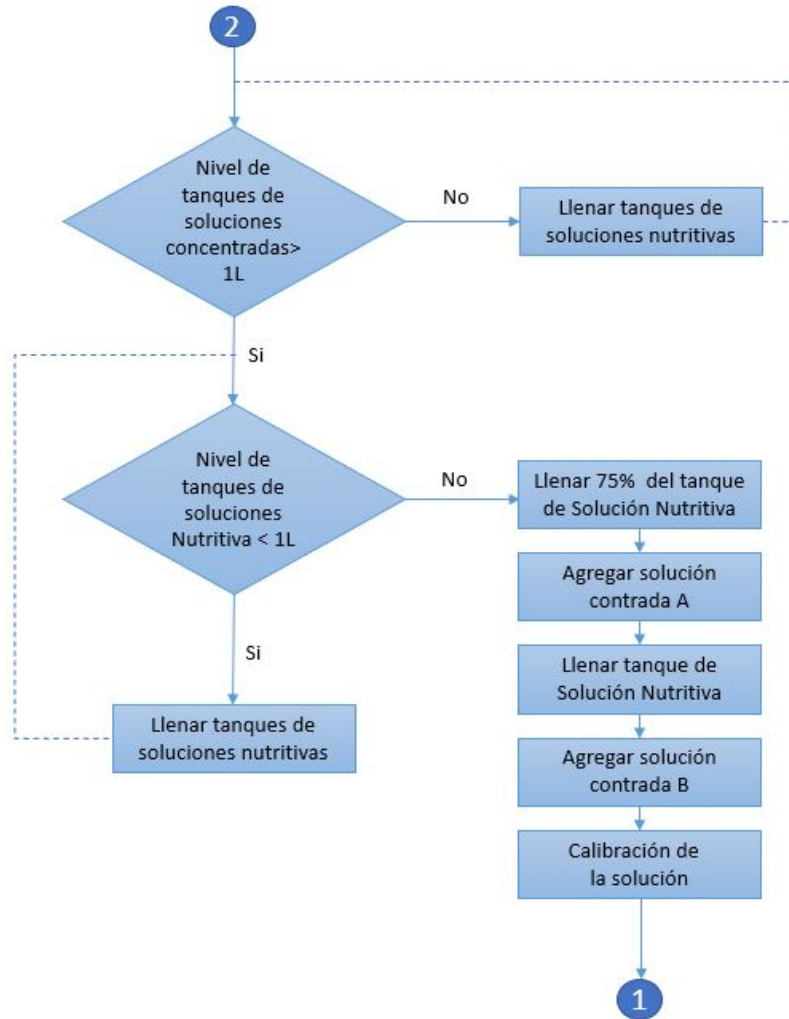 2
Nivel de
tanques de
soluciones
concentradas>
1L
No
Llenar tanques de
soluciones nutritivas
Si
Nivel de
tanques de
soluciones
Nutritiva < 1L
No
Llenar 75% del tanque
de Solución Nutritiva
Agregar solución
contrada A
Si
Llenar tanque de
Solución Nutritiva
Llenar tanques de
soluciones nutritivas
Agregar solución
contrada B
Calibración de
la solución
1